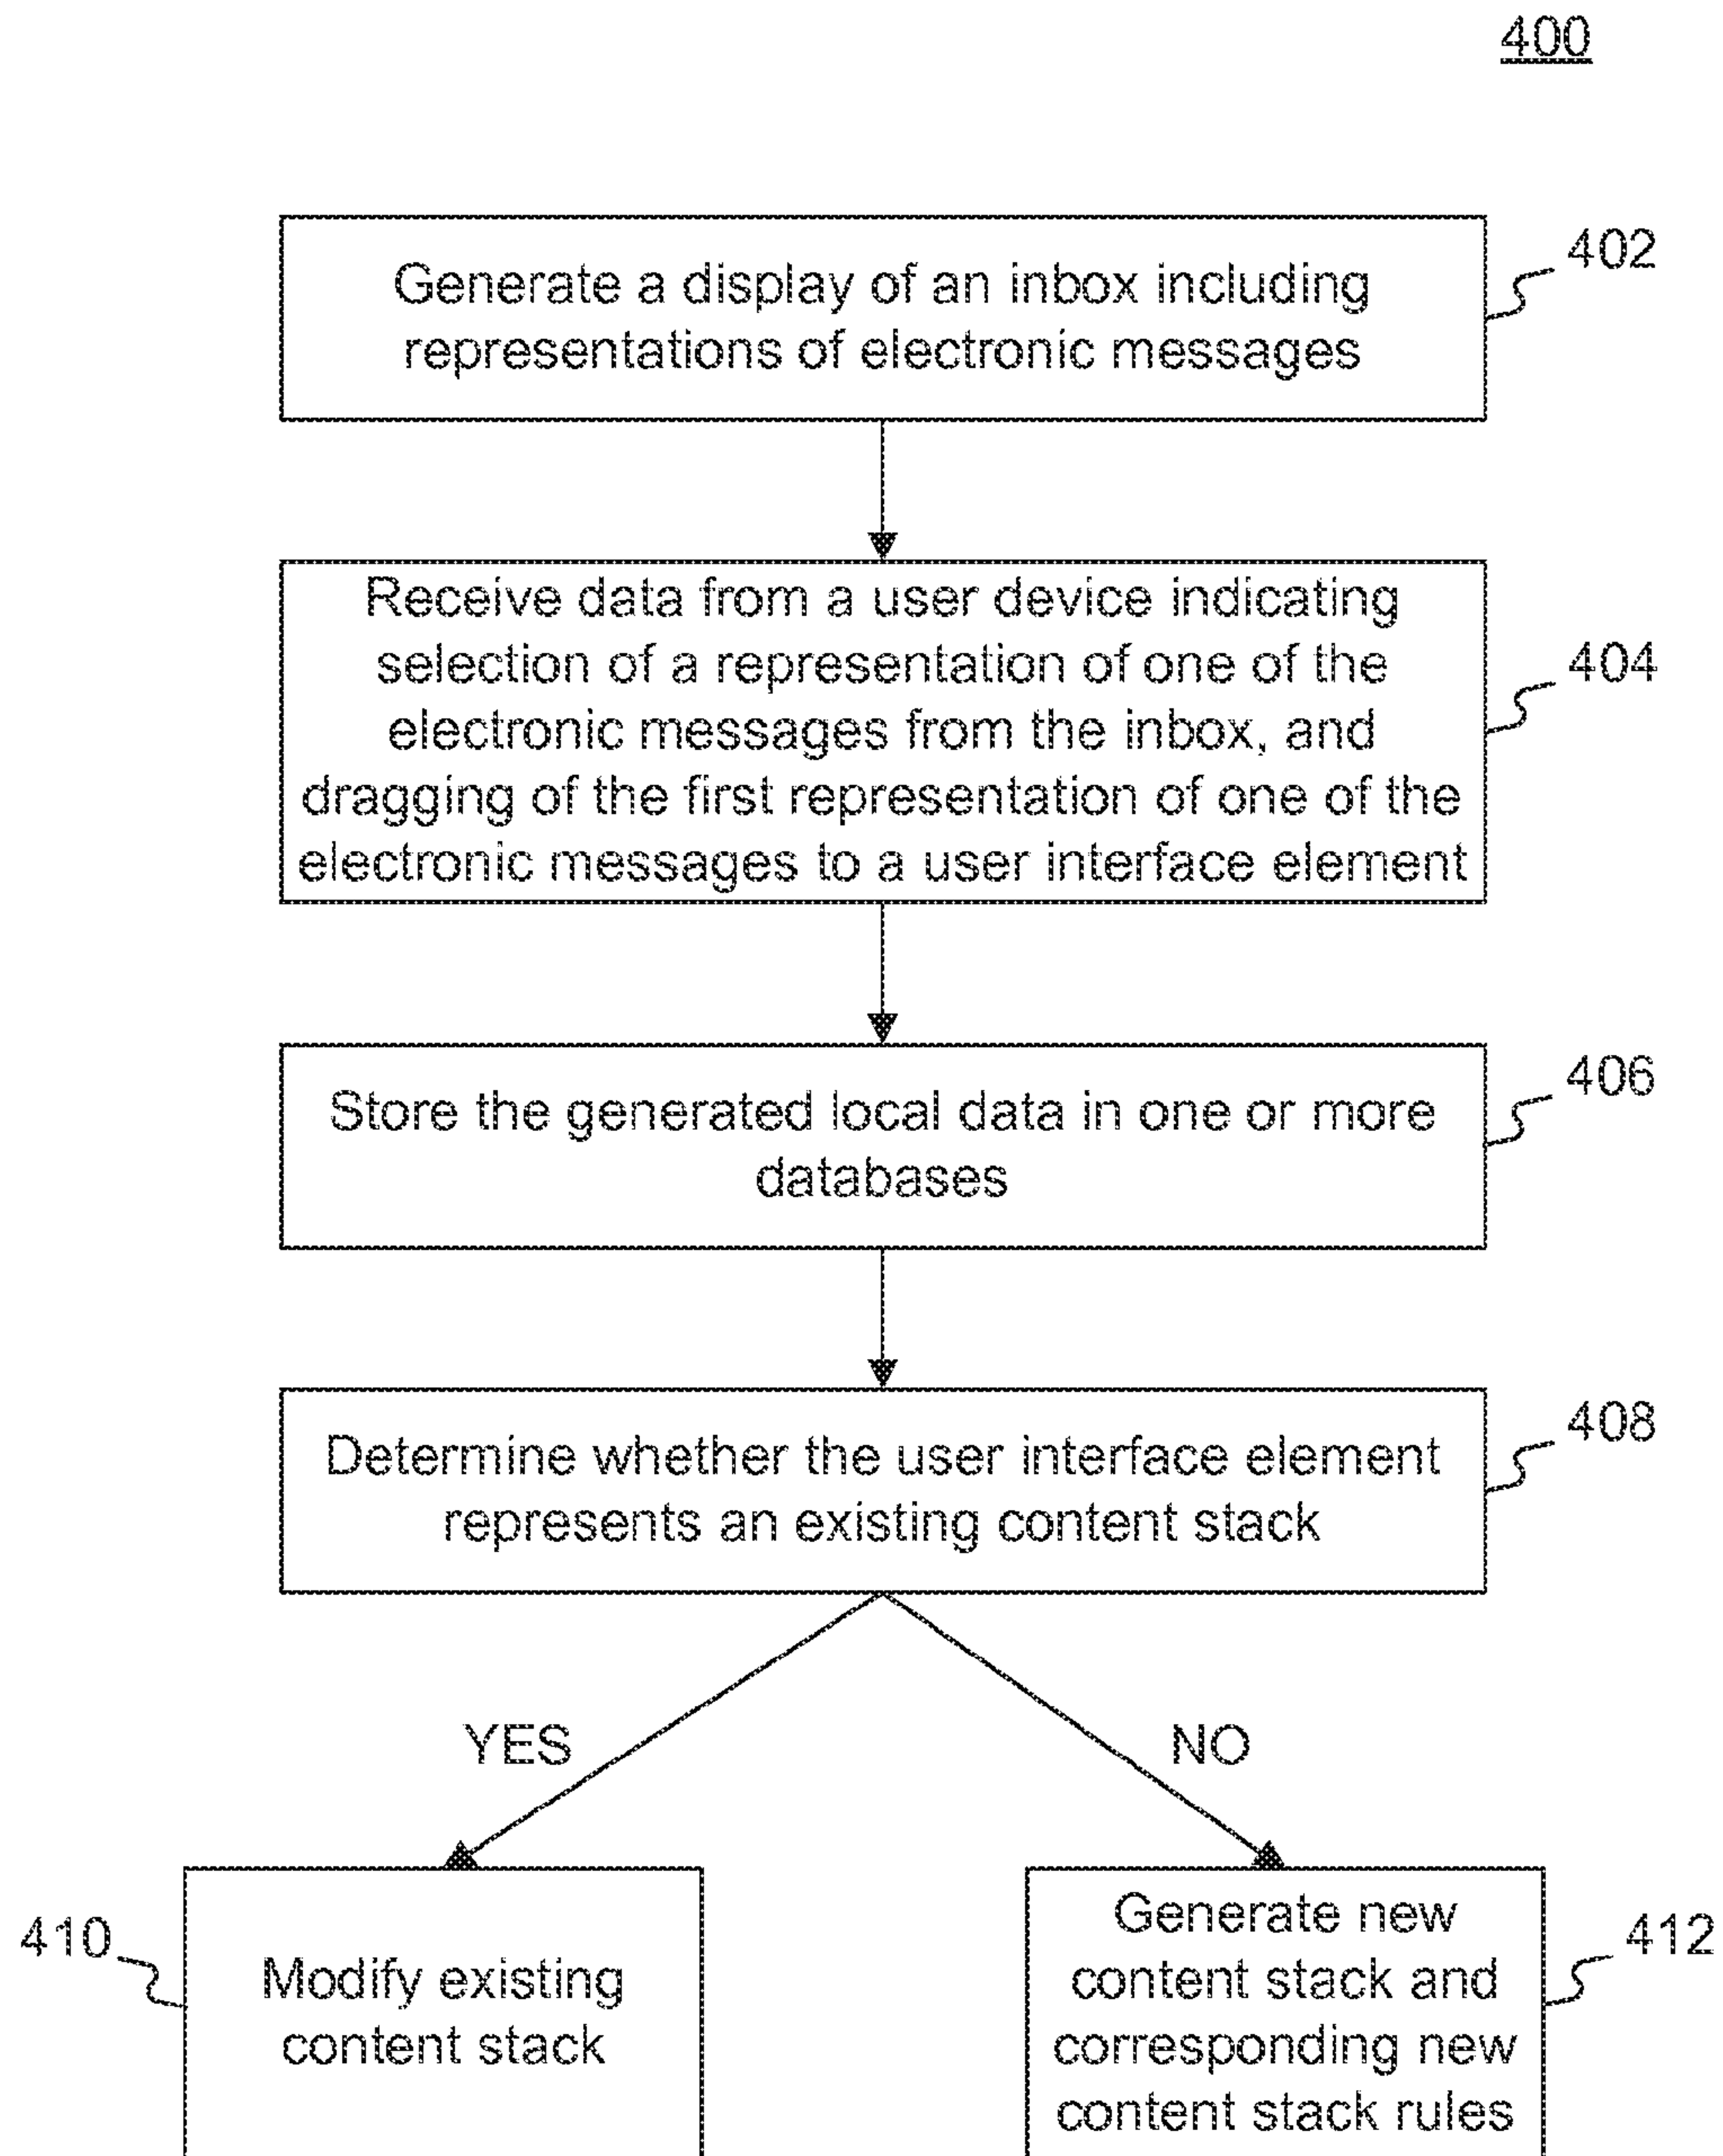 400
Generate a display of an inbox including
representations of electronic messages
402
Receive data from a user device indicating
selection of a representation of one of the
electronic messages from the inbox, and
dragging of the first representation of one of the
electronic messages to a user interface element
404
Store the generated local data in one or more
databases
406
Determine whether the user interface element
represents an existing content stack
408
YES
NO
410
Modify existing
content stack
Generate new
content stack and
corresponding new
content stack rules
412